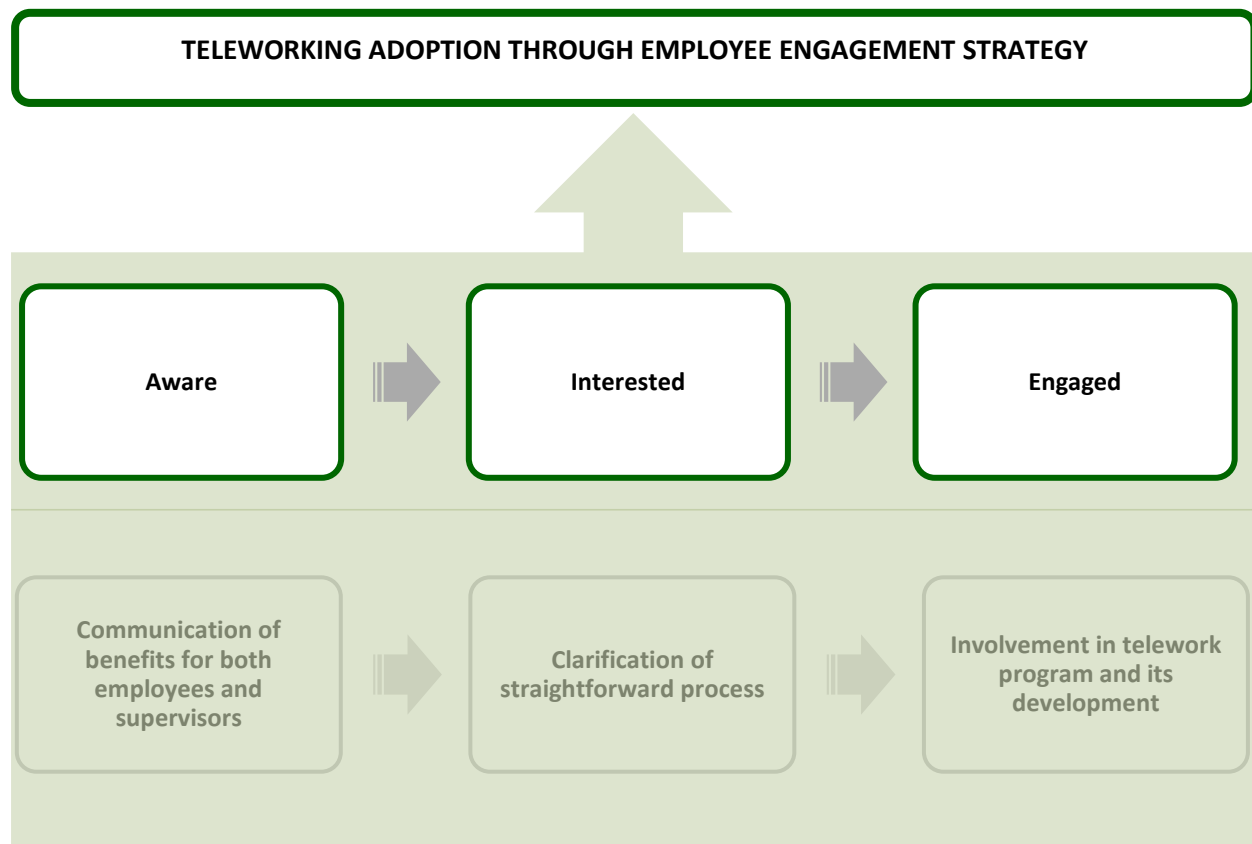 TELEWORKING ADOPTION THROUGH EMPLOYEE ENGAGEMENT STRATEGY
Aware
Interested
Engaged
Communication of
benefits for both
employees and
supervisors
Clarification of
straightforward process
Involvement in telework
program and its
development